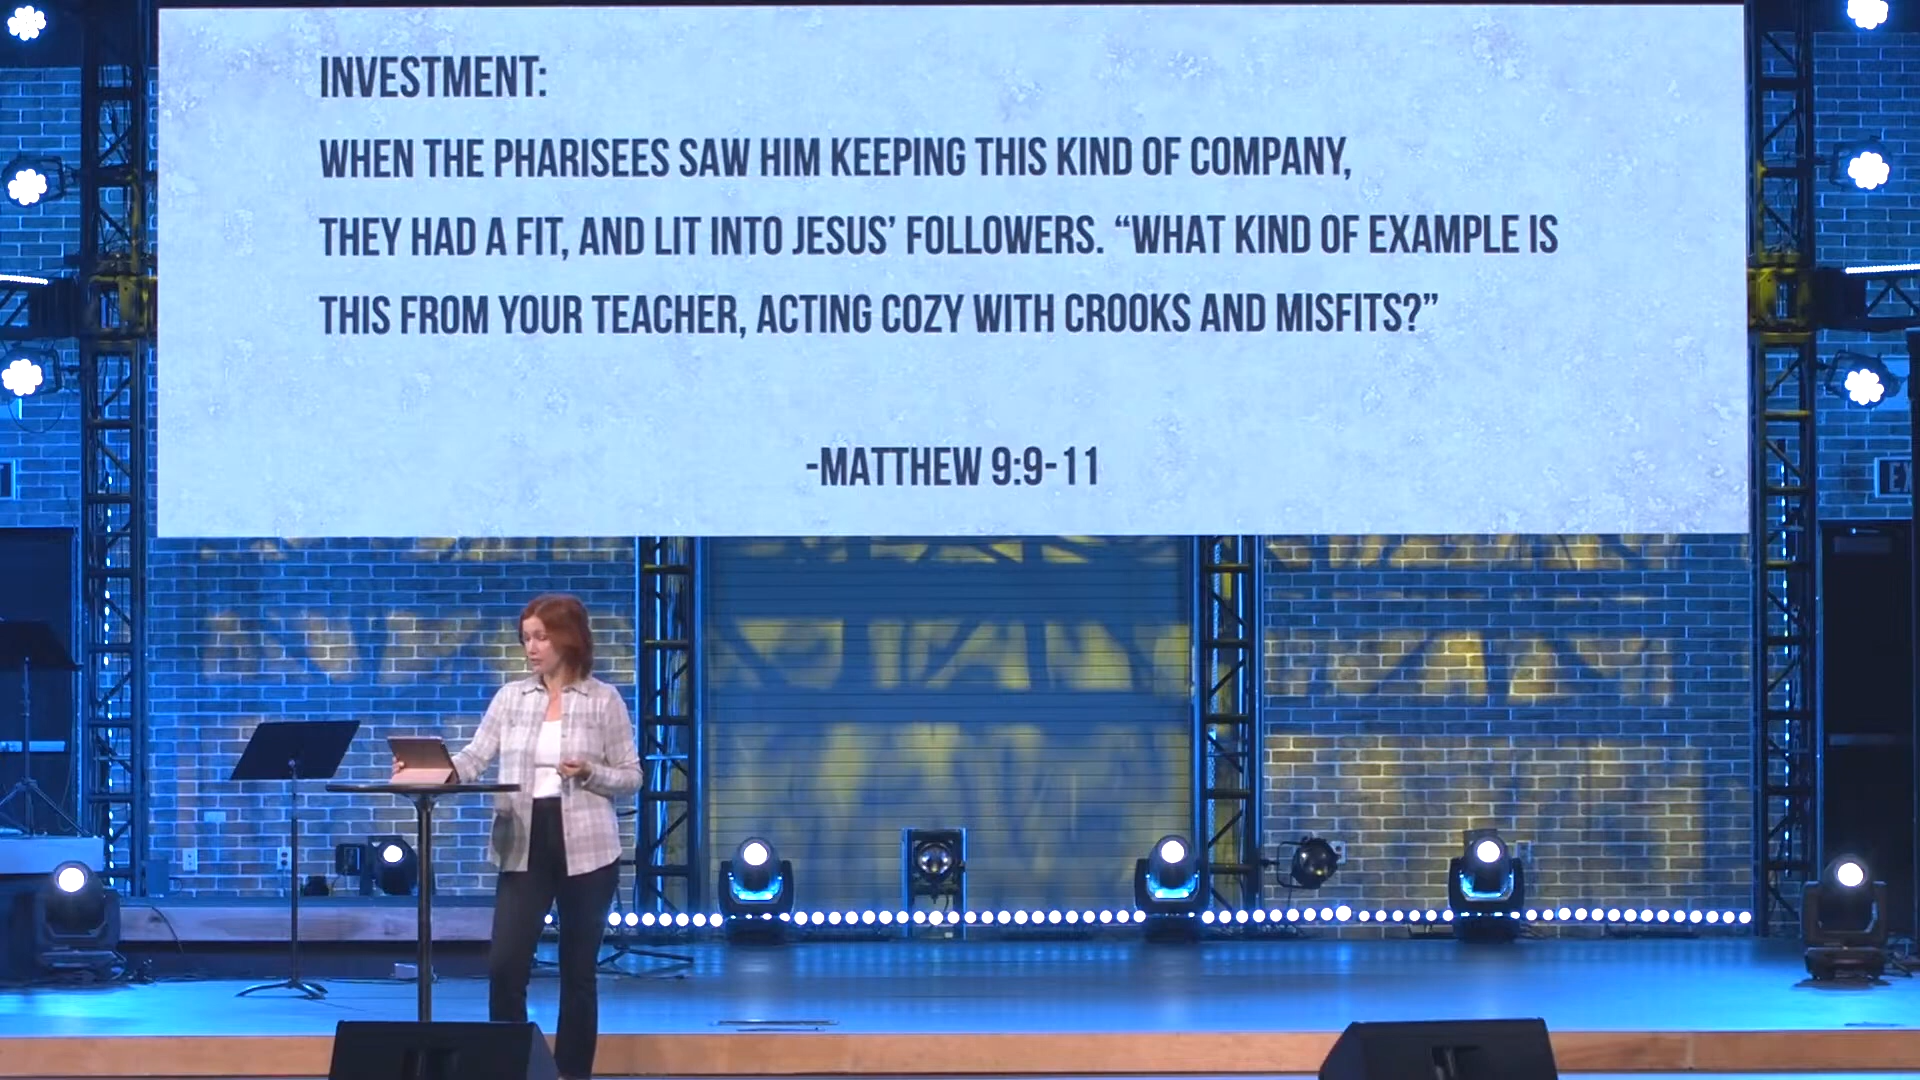 INVESTMENT:
WHEN THE PHARISEES SAW HIM KEEPING THIS KIND OF COMPANY,
THEY HAD A FIT, AND LIT INTO JESUS’ FOLLOWERS. “WHAT KIND OF EXAMPLE IS
THIS FROM YOUR TEACHER, ACTING COZY WITH CROOKS AND MISFITS?”
-MATTHEW 9:9-11